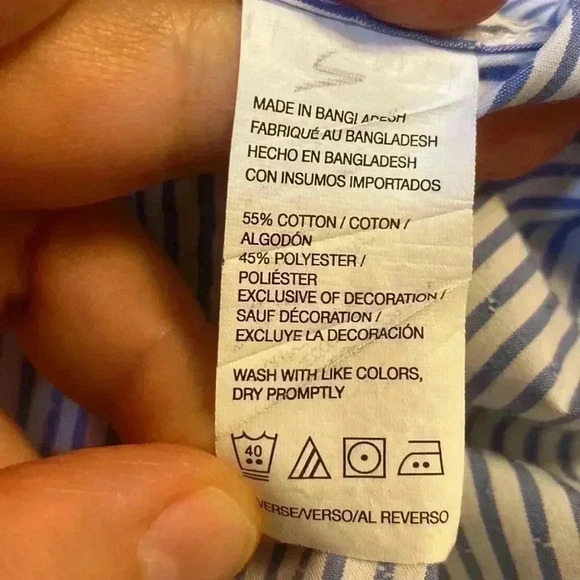 MADE IN BANGLADESH
FABRIQUÉ AU BANGLADESH
HECHO EN BANGLADESH
CON INSUMOS IMPORTADOS
55% COTTON / COTON /
ALGODÓN
45% POLYESTER /
POLIÉSTER
EXCLUSIVE OF DECORATION /
SAUF DÉCORATION /
EXCLUYE LA DECORACIÓN
WASH WITH LIKE COLORS,
DRY PROMPTLY
40
/VERSO/AL REVERSO